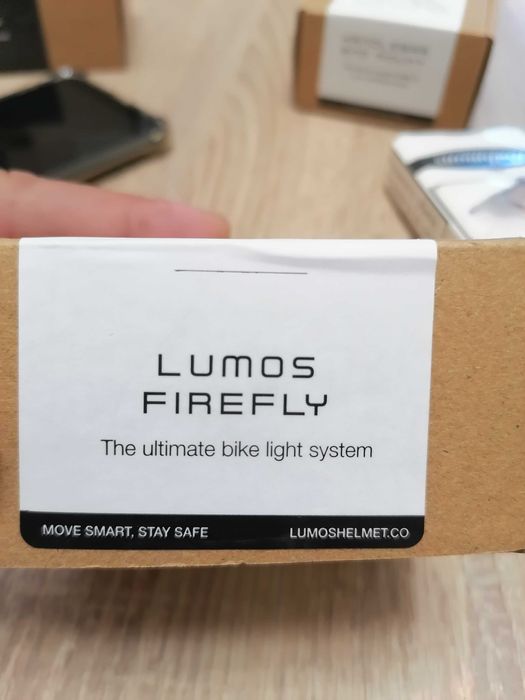 LUMOS
FIREFLY
The ultimate bike light system
MOVE SMART, STAY SAFE
LUMOSHELMET.CO